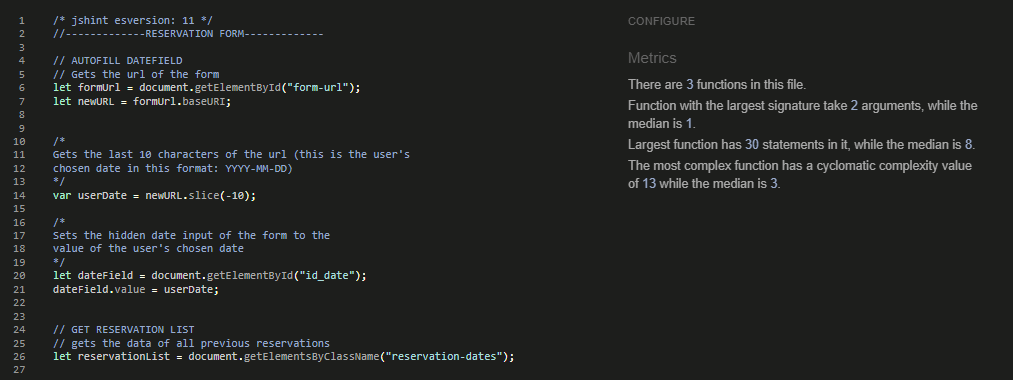 1 /* jshint esversion: 11 */
2 //-------------RESERVATION FORM-------------
3
4 // AUTOFILL DATEFIELD
5 // Gets the url of the form
6 let formUrl = document.getElementById("form-url");
7 let newURL = formUrl.baseURI;
8
9
10 /*
11 Gets the last 10 characters of the url (this is the user's
12 chosen date in this format: YYYY-MM-DD)
13 */
14 var userDate = newURL.slice(-10);
15
16 /*
17 Sets the hidden date input of the form to the
18 value of the user's chosen date
19 */
20 let dateField = document.getElementById("id_date");
21 dateField.value = userDate;
22
23
24 // GET RESERVATION LIST
25 // gets the data of all previous reservations
26 let reservationList = document.getElementsByClassName("reservation-dates");
27
CONFIGURE
Metrics
There are 3 functions in this file.
Function with the largest signature take 2 arguments, while the
median is 1.
Largest function has 30 statements in it, while the median is 8.
The most complex function has a cyclomatic complexity value
of 13 while the median is 3.